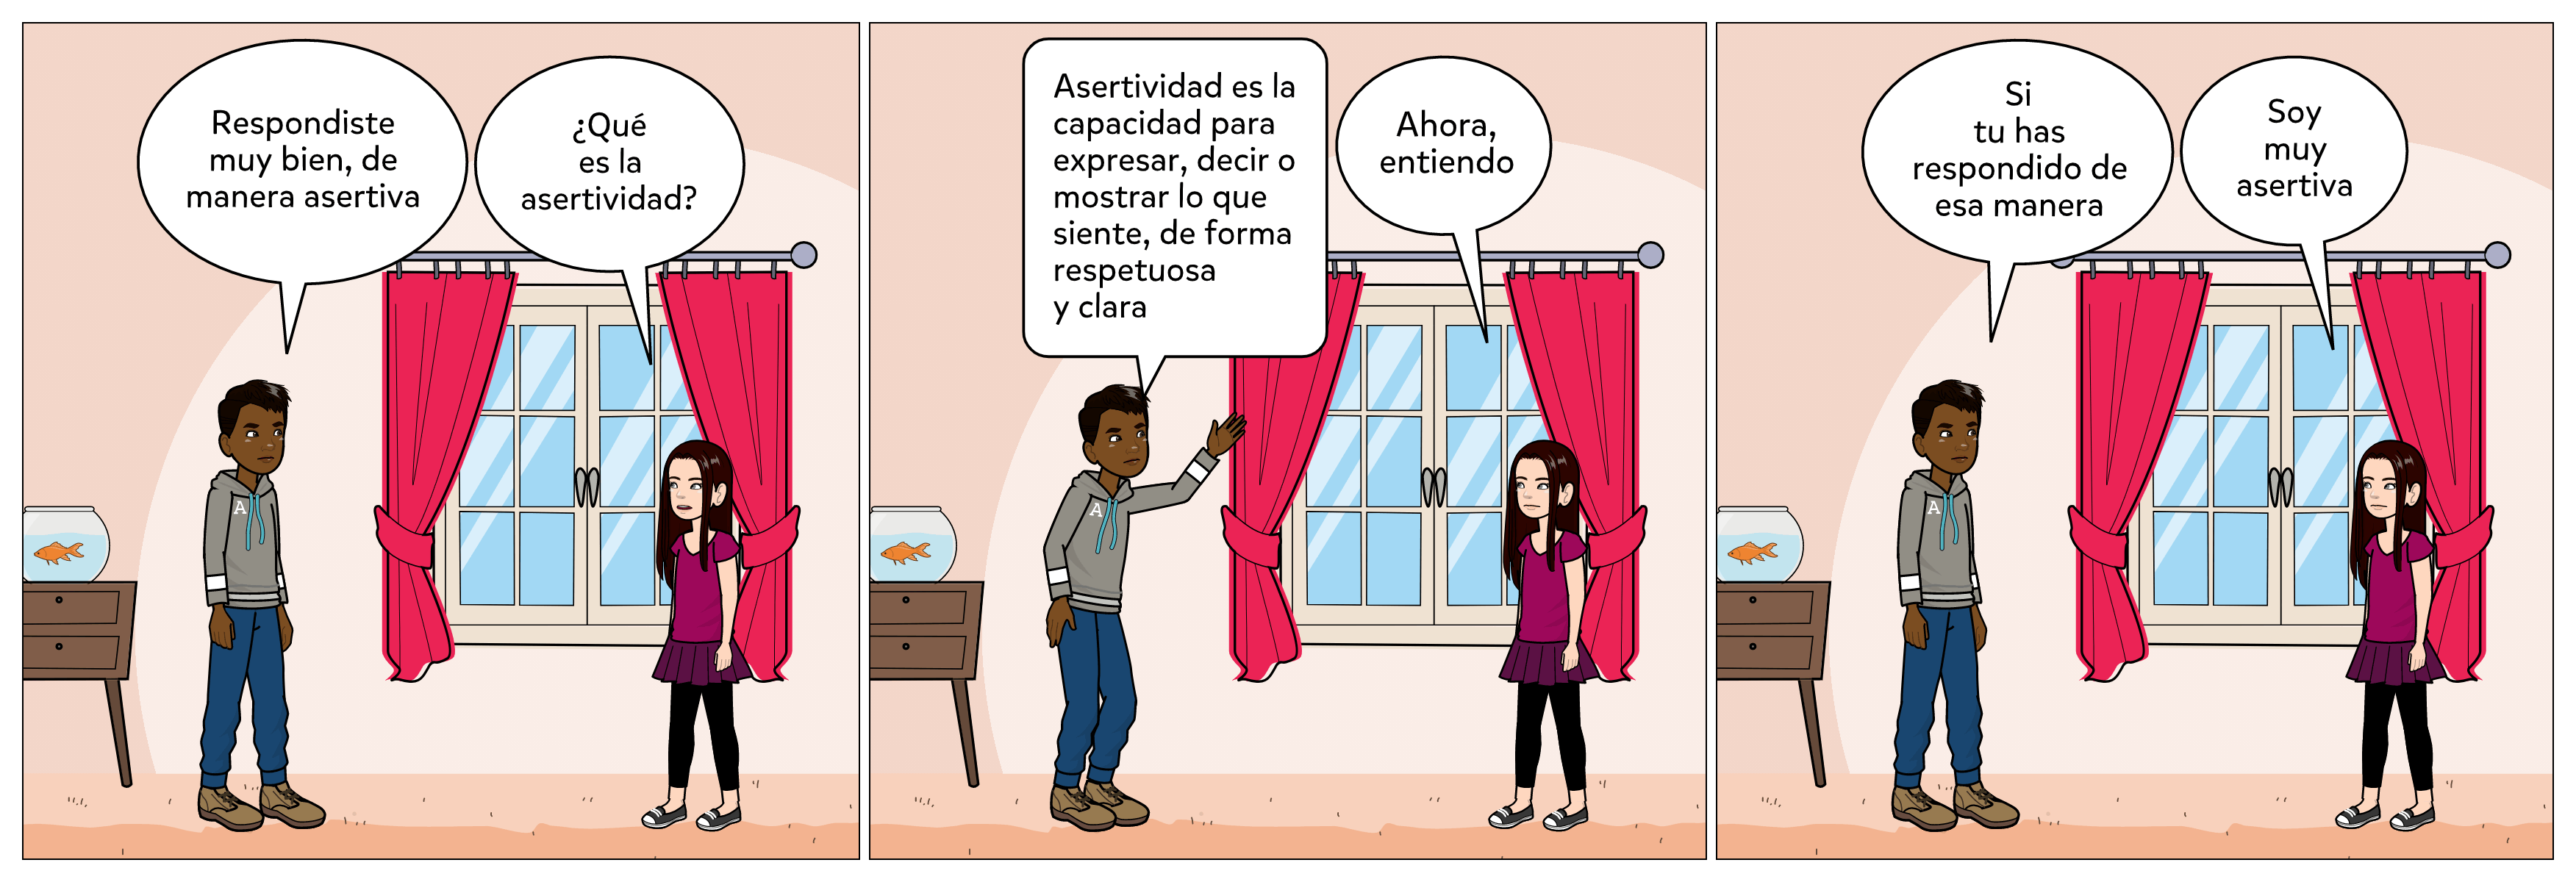 Respondiste
muy bien, de
manera asertiva
¿Qué
es la
asertividad?
A
Asertividad es la
capacidad para
expresar, decir o
mostrar lo que
siente, de forma
respetuosa
y clara
Ahora,
entiendo
A
Si
tu has
respondido de
esa manera
Soy
muy
asertiva
A